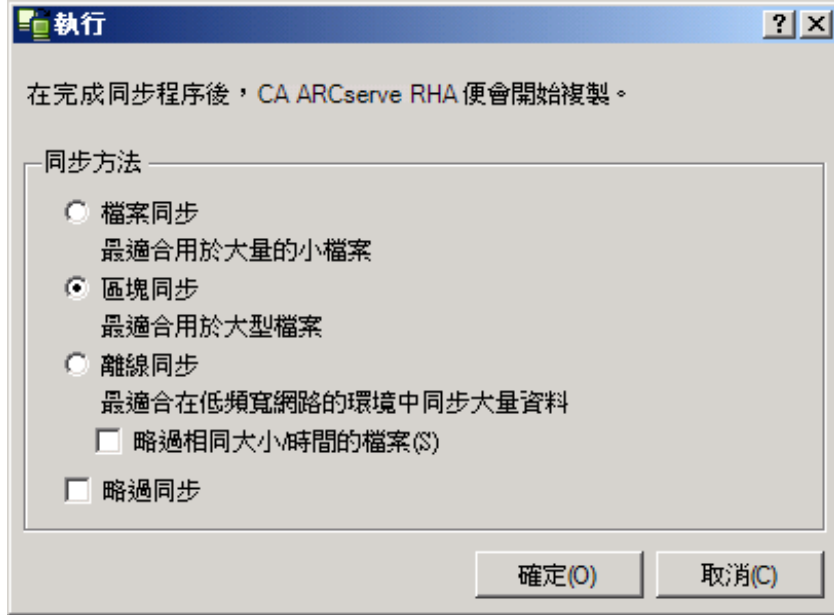 執行
在完成同步程序後，CA ARCserve RHA 便會開始複製。
同步方法
檔案同步
最適合用於大量的小檔案
區塊同步
最適合用於大型檔案
離線同步
最適合在低頻寬網路的環境中同步大量資料
略過相同大小/時間的檔案(S)
略過同步
確定(O) 取消(C)